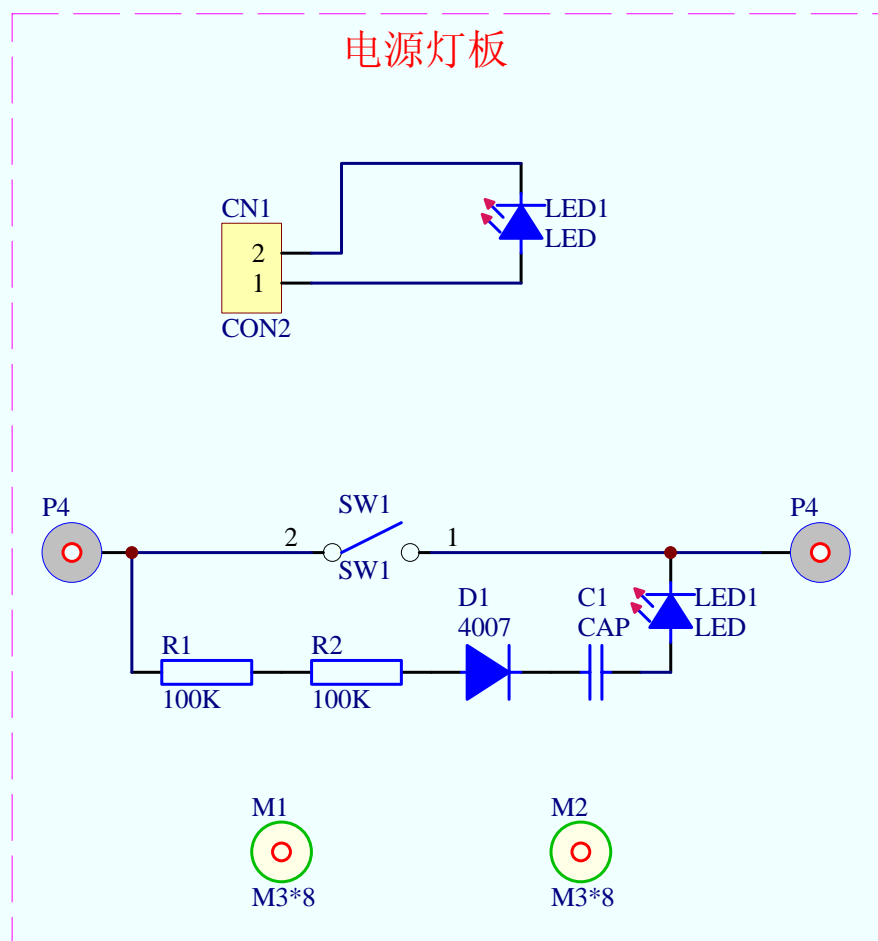 电源灯板
CN1
2
1
CON2
LED1
LED
P4
2
SW1
SW1
1
P4
R1
100K
R2
100K
D1
4007
C1
CAP
LED1
LED
M1
M3*8
M2
M3*8